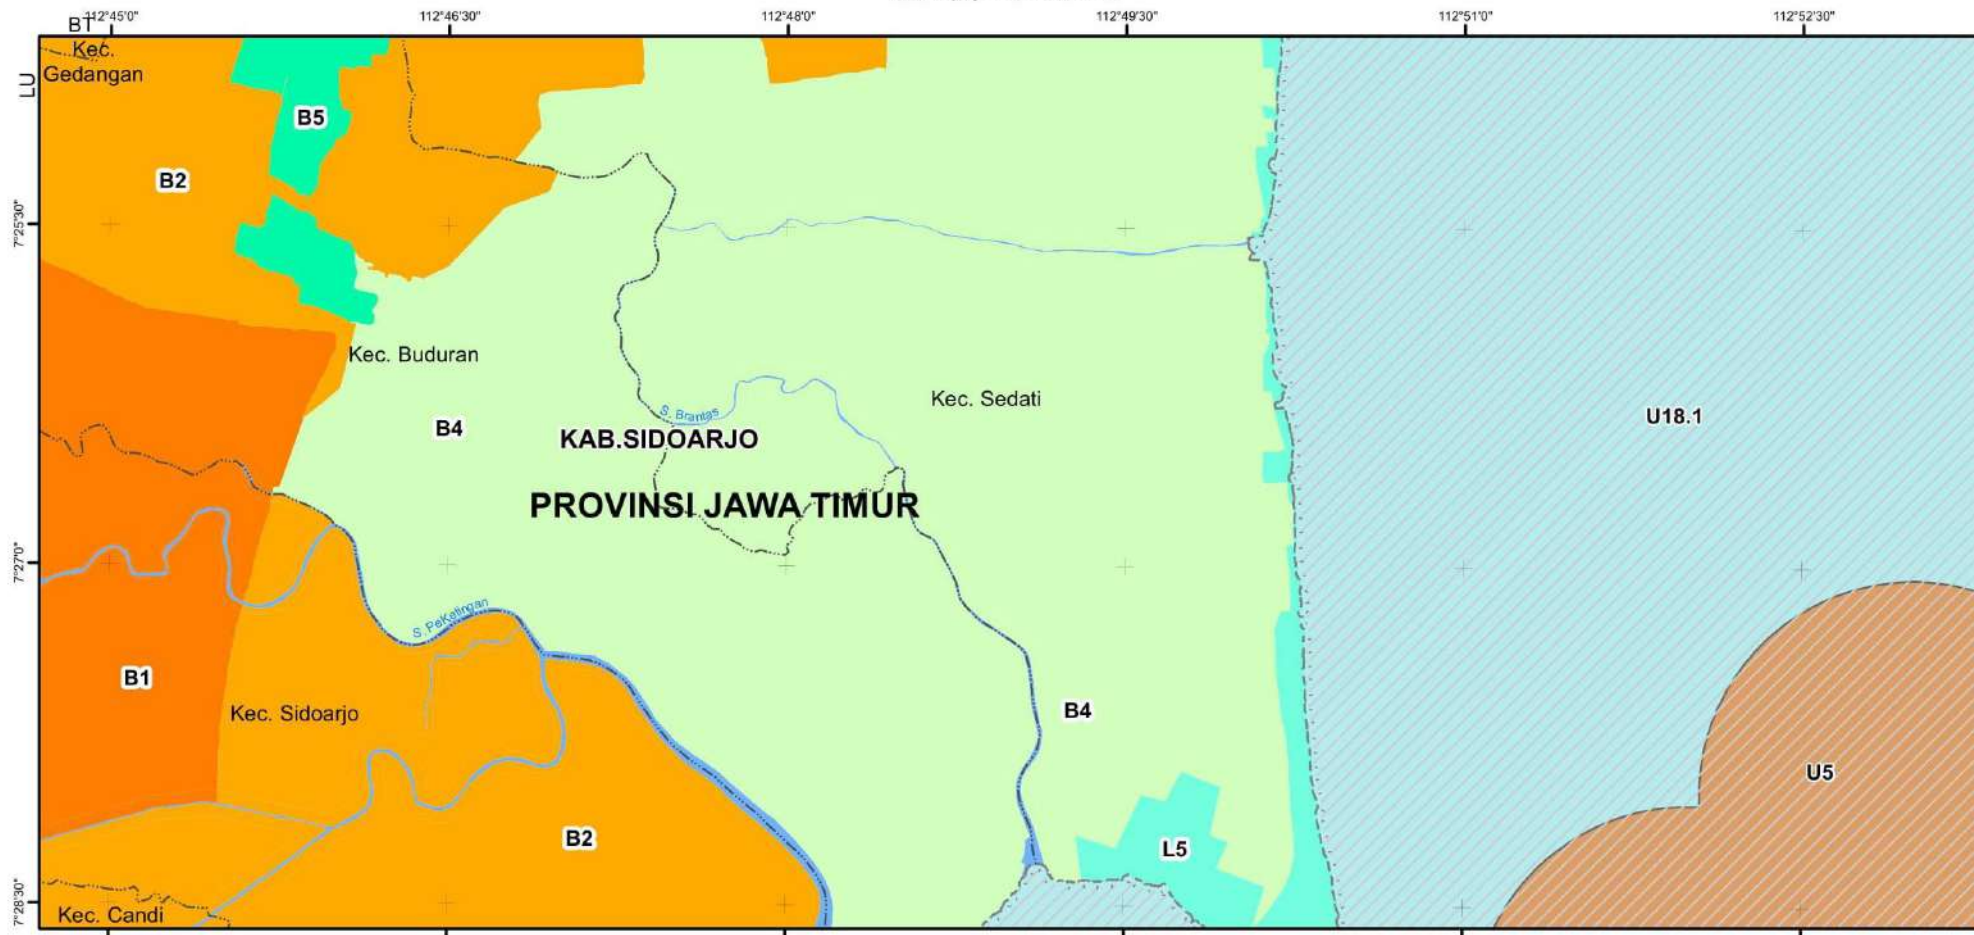 112°45'0"
112°46'30"
112°48'0"
112°49'30"
112°51'0"
112°52'30"
BT
LU
Kec.
Gedangan
B5
B2
7°25'30"
Kec. Buduran
Kec. Sedati
S. Brantas
U18.1
B4
KAB.SIDOARJO
PROVINSI JAWA TIMUR
7°27'0"
S. PeKetingan
B1
Kec. Sidoarjo
B4
U5
B2
L5
7°28'30"
Kec. Candi